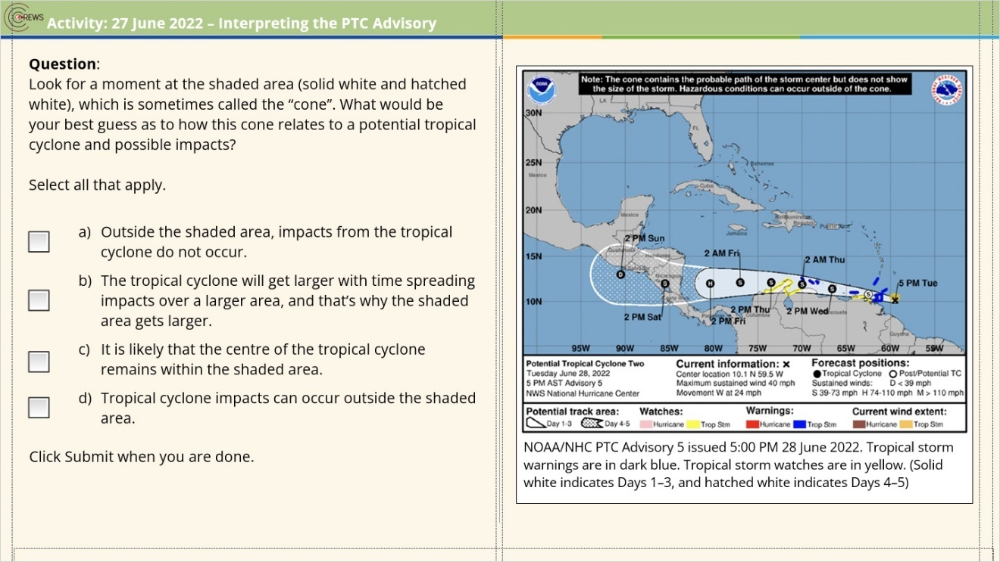 CREWS
Activity: 27 June 2022 – Interpreting the PTC Advisory
Question:
Look for a moment at the shaded area (solid white and hatched
white), which is sometimes called the “cone”. What would be
your best guess as to how this cone relates to a potential tropical
cyclone and possible impacts?
Select all that apply.
a) Outside the shaded area, impacts from the tropical
cyclone do not occur.
b) The tropical cyclone will get larger with time spreading
impacts over a larger area, and that’s why the shaded
area gets larger.
c) It is likely that the centre of the tropical cyclone
remains within the shaded area.
d) Tropical cyclone impacts can occur outside the shaded
area.
Click Submit when you are done.
Note: The cone contains the probable path of the storm center but does not show
the size of the storm. Hazardous conditions can occur outside of the cone.
NOAA
LA
30N
FL
25N
Bahamas
Mexico
Cuba
20N
Mexico
Dominican
Republic
Puerto Rico
Jamaica
2 PM Sun
15N
Guatemala
Honduras
2 AM Fri
2 AM Thu
Nicaragua
5 PM Tue
D S H S S S S S
10N
Costa Rica
2 PM Thu
2 PM Wed
2 PM Sat
2 PM Fri
Colombia
Guyana
95W 90W 85W 80W 75W 70W 65W 60W 55W
Potential Tropical Cyclone Two
Tuesday June 28, 2022
5 PM AST Advisory 5
NWS National Hurricane Center
Current information: x
Center location 10.1 N 59.5 W
Maximum sustained wind 40 mph
Movement W at 24 mph
Forecast positions:
Tropical Cyclone Post/Potential TC
Sustained winds: D < 39 mph
S 39-73 mph H 74-110 mph M > 110 mph
Potential track area:
Day 1-3 Day 4-5
Watches:
Hurricane Trop Stm
Warnings:
Hurricane Trop Stm
Current wind extent:
Hurricane Trop Stm
NOAA/NHC PTC Advisory 5 issued 5:00 PM 28 June 2022. Tropical storm
warnings are in dark blue. Tropical storm watches are in yellow. (Solid
white indicates Days 1–3, and hatched white indicates Days 4–5)